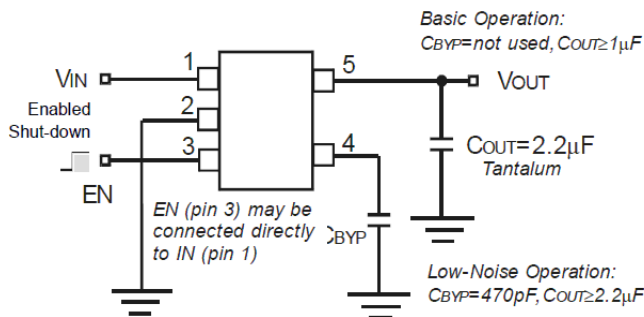 Basic Operation:
CBYP=not used, COUT≥1µF
1
5
VIN
VOUT
Enabled
2
Shut-down
COUT=2.2µF
3
4
Tantalum
EN
EN (pin 3) may be
connected directly
CBYP
to IN (pin 1)
Low-Noise Operation:
CBYP=470pF, COUT≥2.2µF